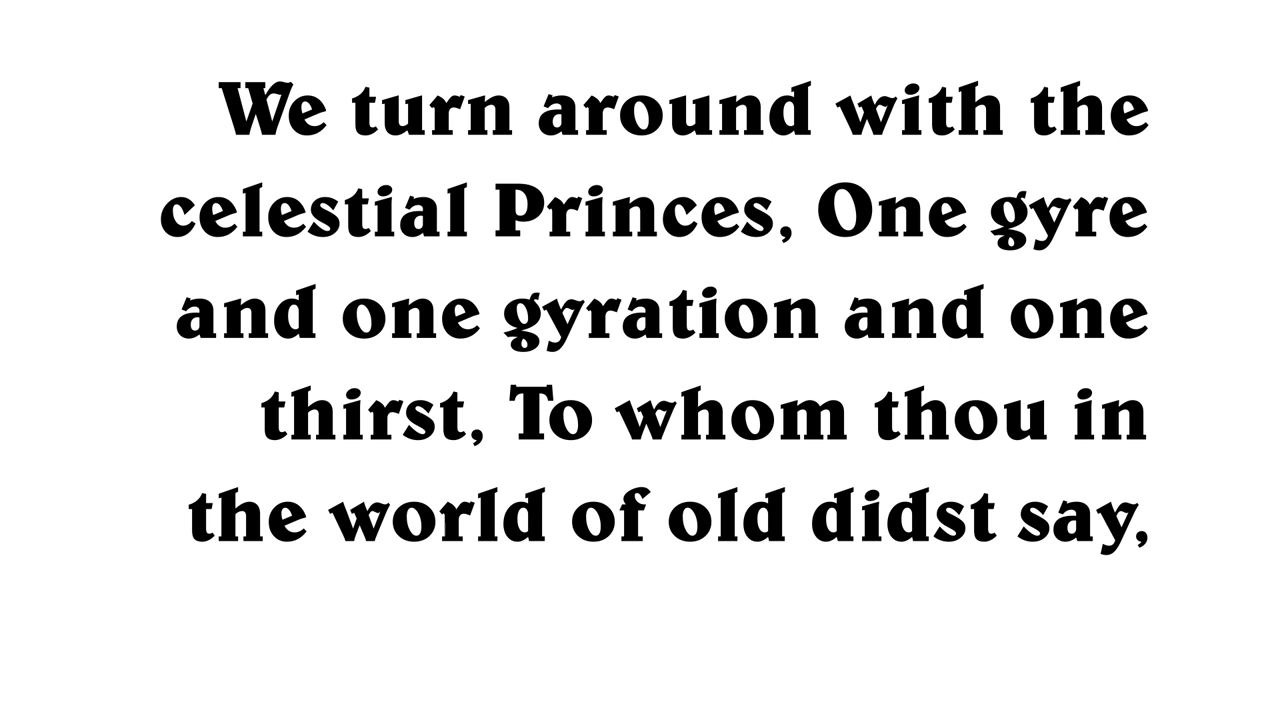 We turn around with the
celestial Princes, One gyre
and one gyration and one
thirst, To whom thou in
the world of old didst say,